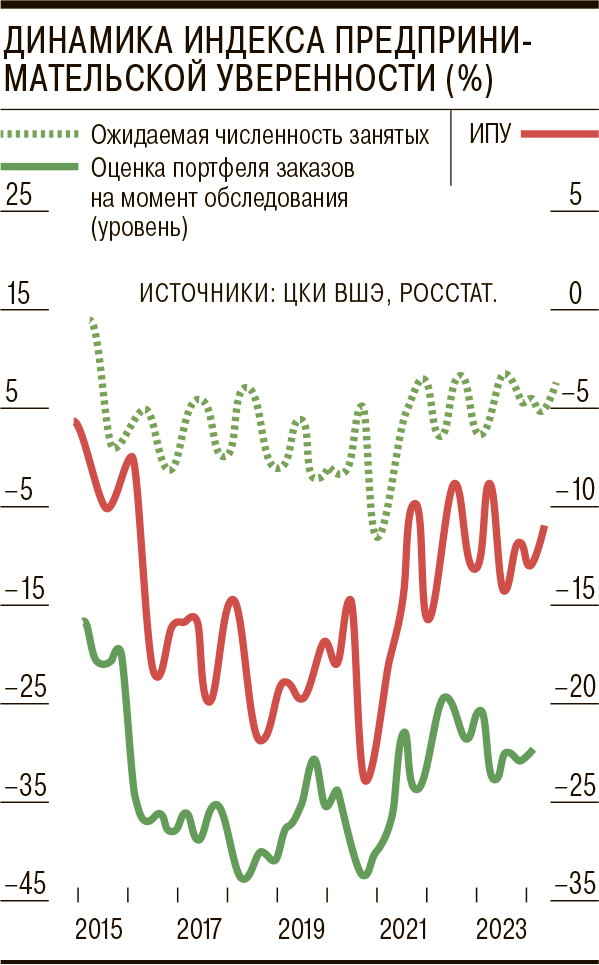 ДИНАМИКА ИНДЕКСА ПРЕДПРИНИ-
МАТЕЛЬСКОЙ УВЕРЕННОСТИ (%)
Ожидаемая численность занятых
ИПУ
Оценка портфеля заказов
на момент обследования
(уровень)
25
5
15
ИСТОЧНИКИ: ЦКИ ВШЭ, РОССТАТ.
0
5
–5
–5
–10
–15
–15
–25
–20
–35
–25
–45
–35
2015 2017 2019 2021 2023